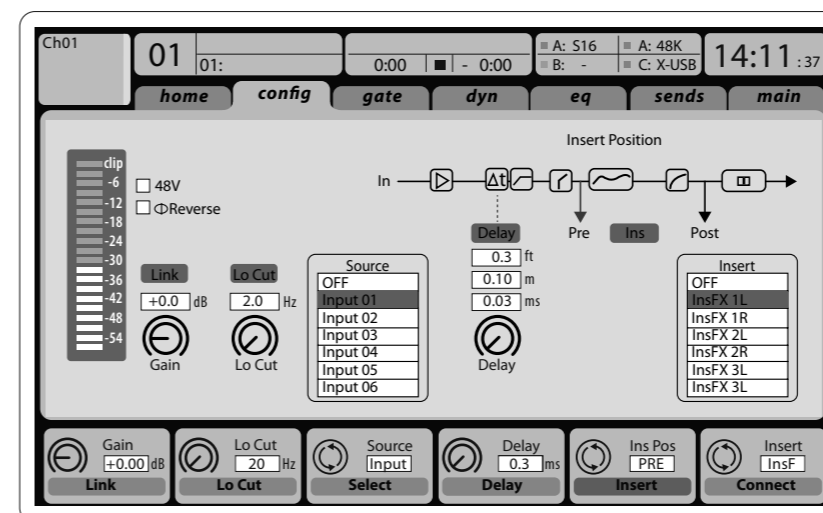 Ch01
01
01:
0:00
- 0:00
A: S16
B: -
A: 48K
C: X-USB
14:11 :37
home config gate dyn eq sends main
Insert Position
clip
-6
-12
-18
-24
-30
-36
-42
-48
-54
48V
ΦReverse
In
Δt
Pre
Ins
Post
Link
+0.0 dB
Gain
Lo Cut
2.0 Hz
Lo Cut
Source
OFF
Input 01
Input 02
Input 03
Input 04
Input 05
Input 06
Delay
0.3 ft
0.10 m
0.03 ms
Delay
Insert
OFF
InsFX 1L
InsFX 1R
InsFX 2L
InsFX 2R
InsFX 3L
InsFX 3L
Gain
+0.00 dB
Link
Lo Cut
20 Hz
Lo Cut
Source
Input
Select
Delay
0.3 ms
Delay
Ins Pos
PRE
Insert
Insert
InsF
Connect